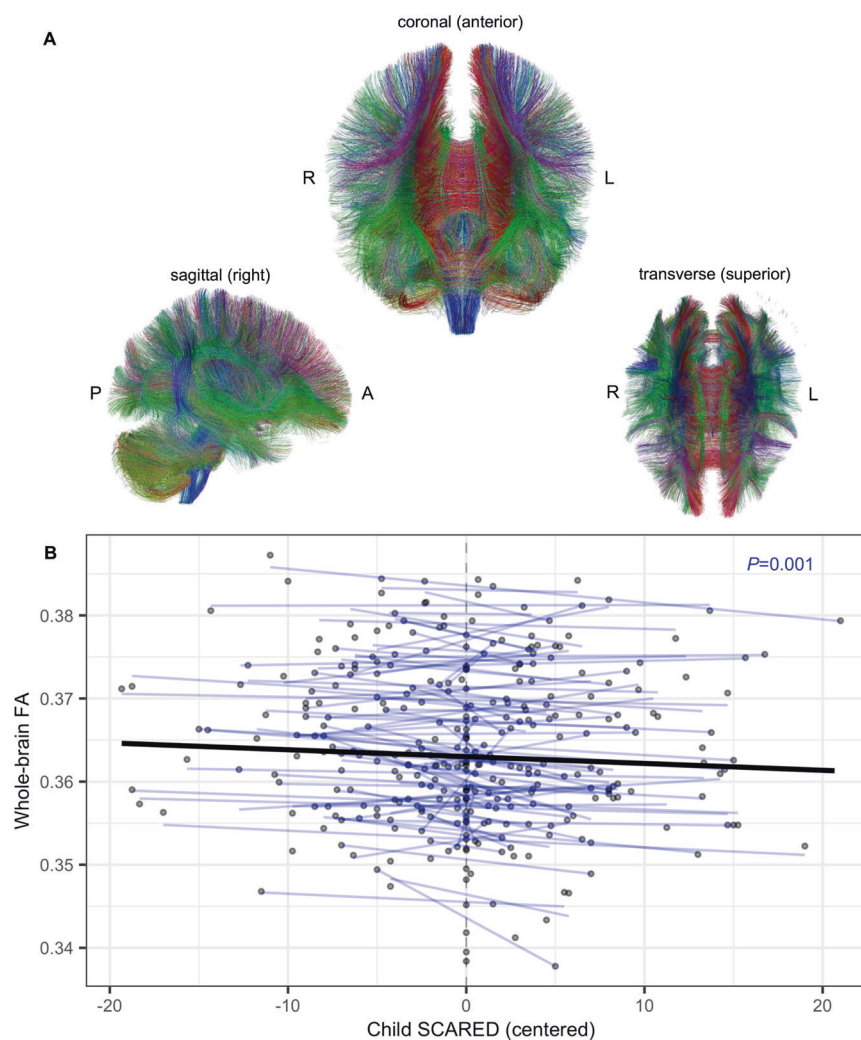 coronal (anterior)
A
R
L
sagittal (right)
transverse (superior)
P
A
R
L
B
P=0.001
0.38
0.37
0.36
0.35
0.34
Whole-brain FA
-20
-10
0
10
20
Child SCARED (centered)